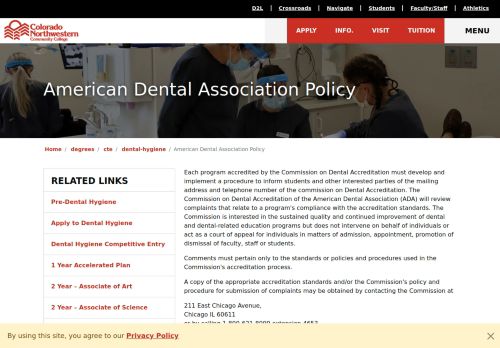 D2L | Crossroads | Navigate | Students | Faculty/Staff | Athletics
Colorado
Northwestern
Community College
APPLY INFO. VISIT TUITION MENU
American Dental Association Policy
Home / degrees / cte / dental-hygiene / American Dental Association Policy
RELATED LINKS
Pre-Dental Hygiene
Apply to Dental Hygiene
Dental Hygiene Competitive Entry
1 Year Accelerated Plan
2 Year – Associate of Art
2 Year – Associate of Science
Each program accredited by the Commission on Dental Accreditation must develop and
implement a procedure to inform students and other interested parties of the mailing
address and telephone number of the commission on Dental Accreditation. The
Commission on Dental Accreditation of the American Dental Association (ADA) will review
complaints that relate to a program's compliance with the accreditation standards. The
Commission is interested in the sustained quality and continued improvement of dental
and dental-related education programs but does not intervene on behalf of individuals or
act as a court of appeal for individuals in matters of admission, appointment, promotion of
dismissal of faculty, staff or students.
Comments must pertain only to the standards or policies and procedures used in the
Commission's accreditation process.
A copy of the appropriate accreditation standards and/or the Commission's policy and
procedure for submission of complaints may be obtained by contacting the Commission at
211 East Chicago Avenue,
Chicago IL 60611
or by calling 1-800-621-8099 extension 4653
By using this site, you agree to our Privacy Policy
×